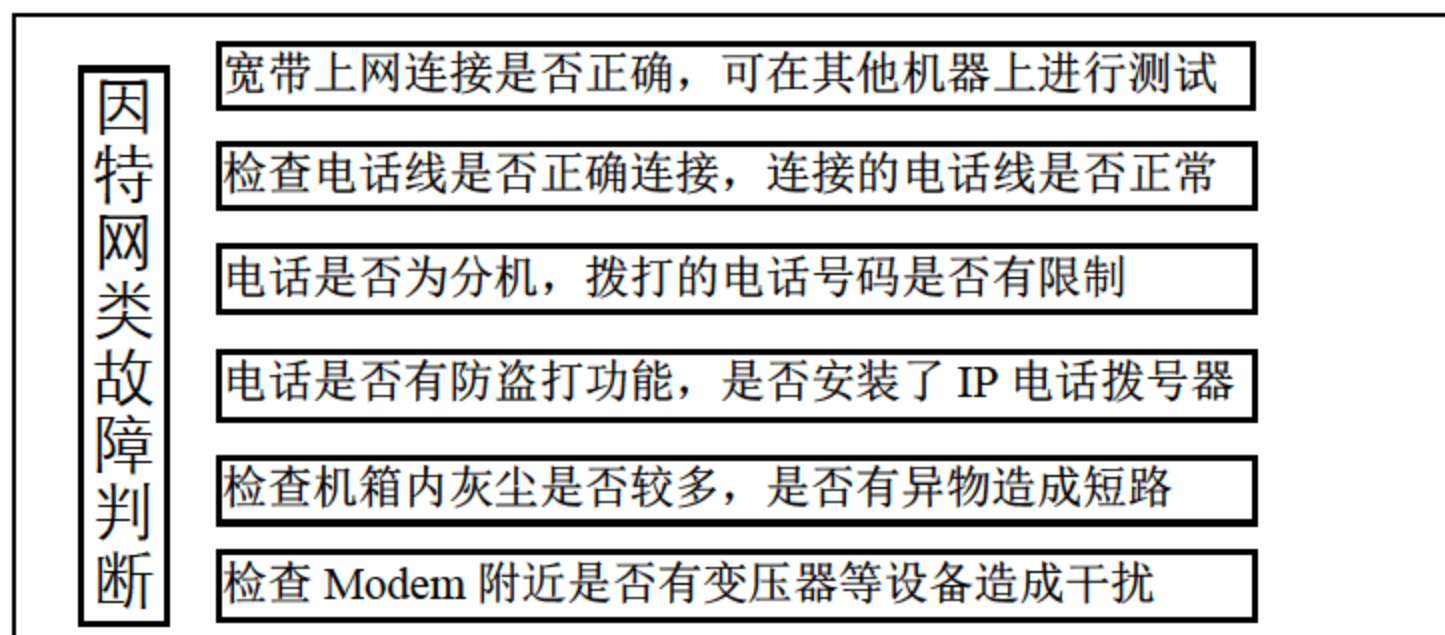 因特网类故障判断
宽带上网连接是否正确，可在其他机器上进行测试
检查电话线是否正确连接，连接的电话线是否正常
电话是否为分机，拨打的电话号码是否有限制
电话是否有防盗打功能，是否安装了 IP 电话拨号器
检查机箱内灰尘是否较多，是否有异物造成短路
检查 Modem 附近是否有变压器等设备造成干扰